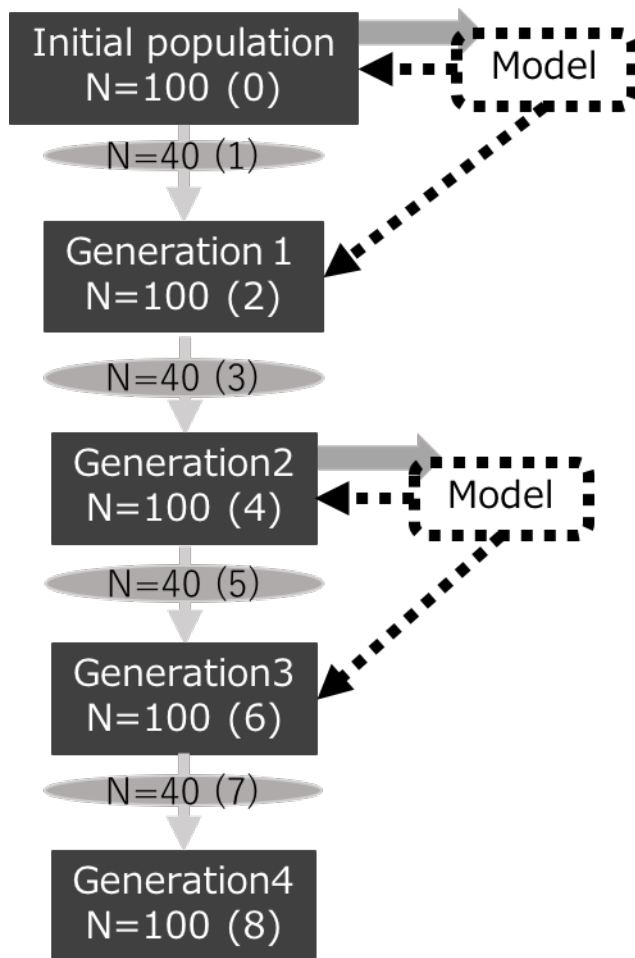 Initial population
N=100 (0)
Model
N=40 (1)
Generation 1
N=100 (2)
N=40 (3)
Generation2
N=100 (4)
Model
N=40 (5)
Generation3
N=100 (6)
N=40 (7)
Generation4
N=100 (8)